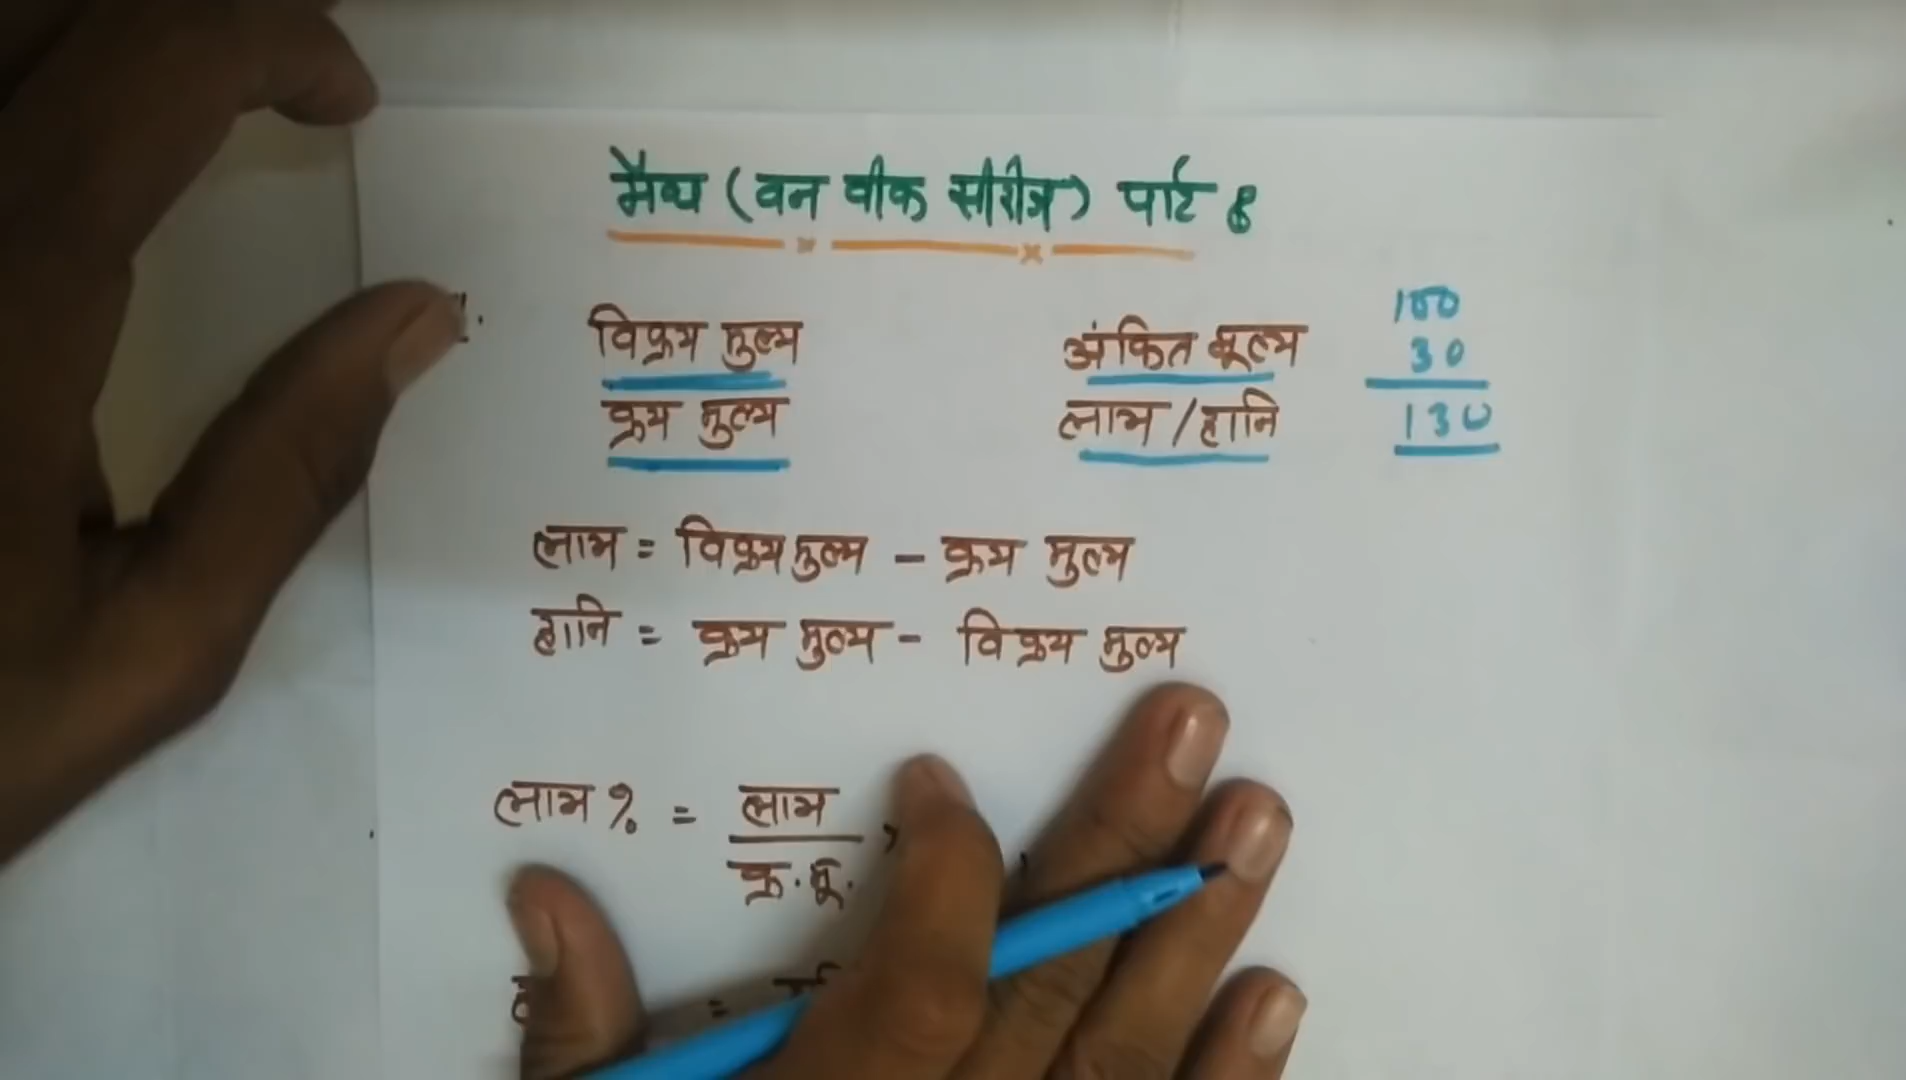 मैथ्य (वन वीक सीरीज) पार्ट 8
विक्रय मुल्य
अंकित मूल्य
100
30
क्रय मुल्य
लाभ / हानि
130
लाभ = विक्रय मुल्य - क्रय मुल्य
हानि = क्रय मुल्य - विक्रय मुल्य
लाभ % = लाभ
क्र. मू.
=